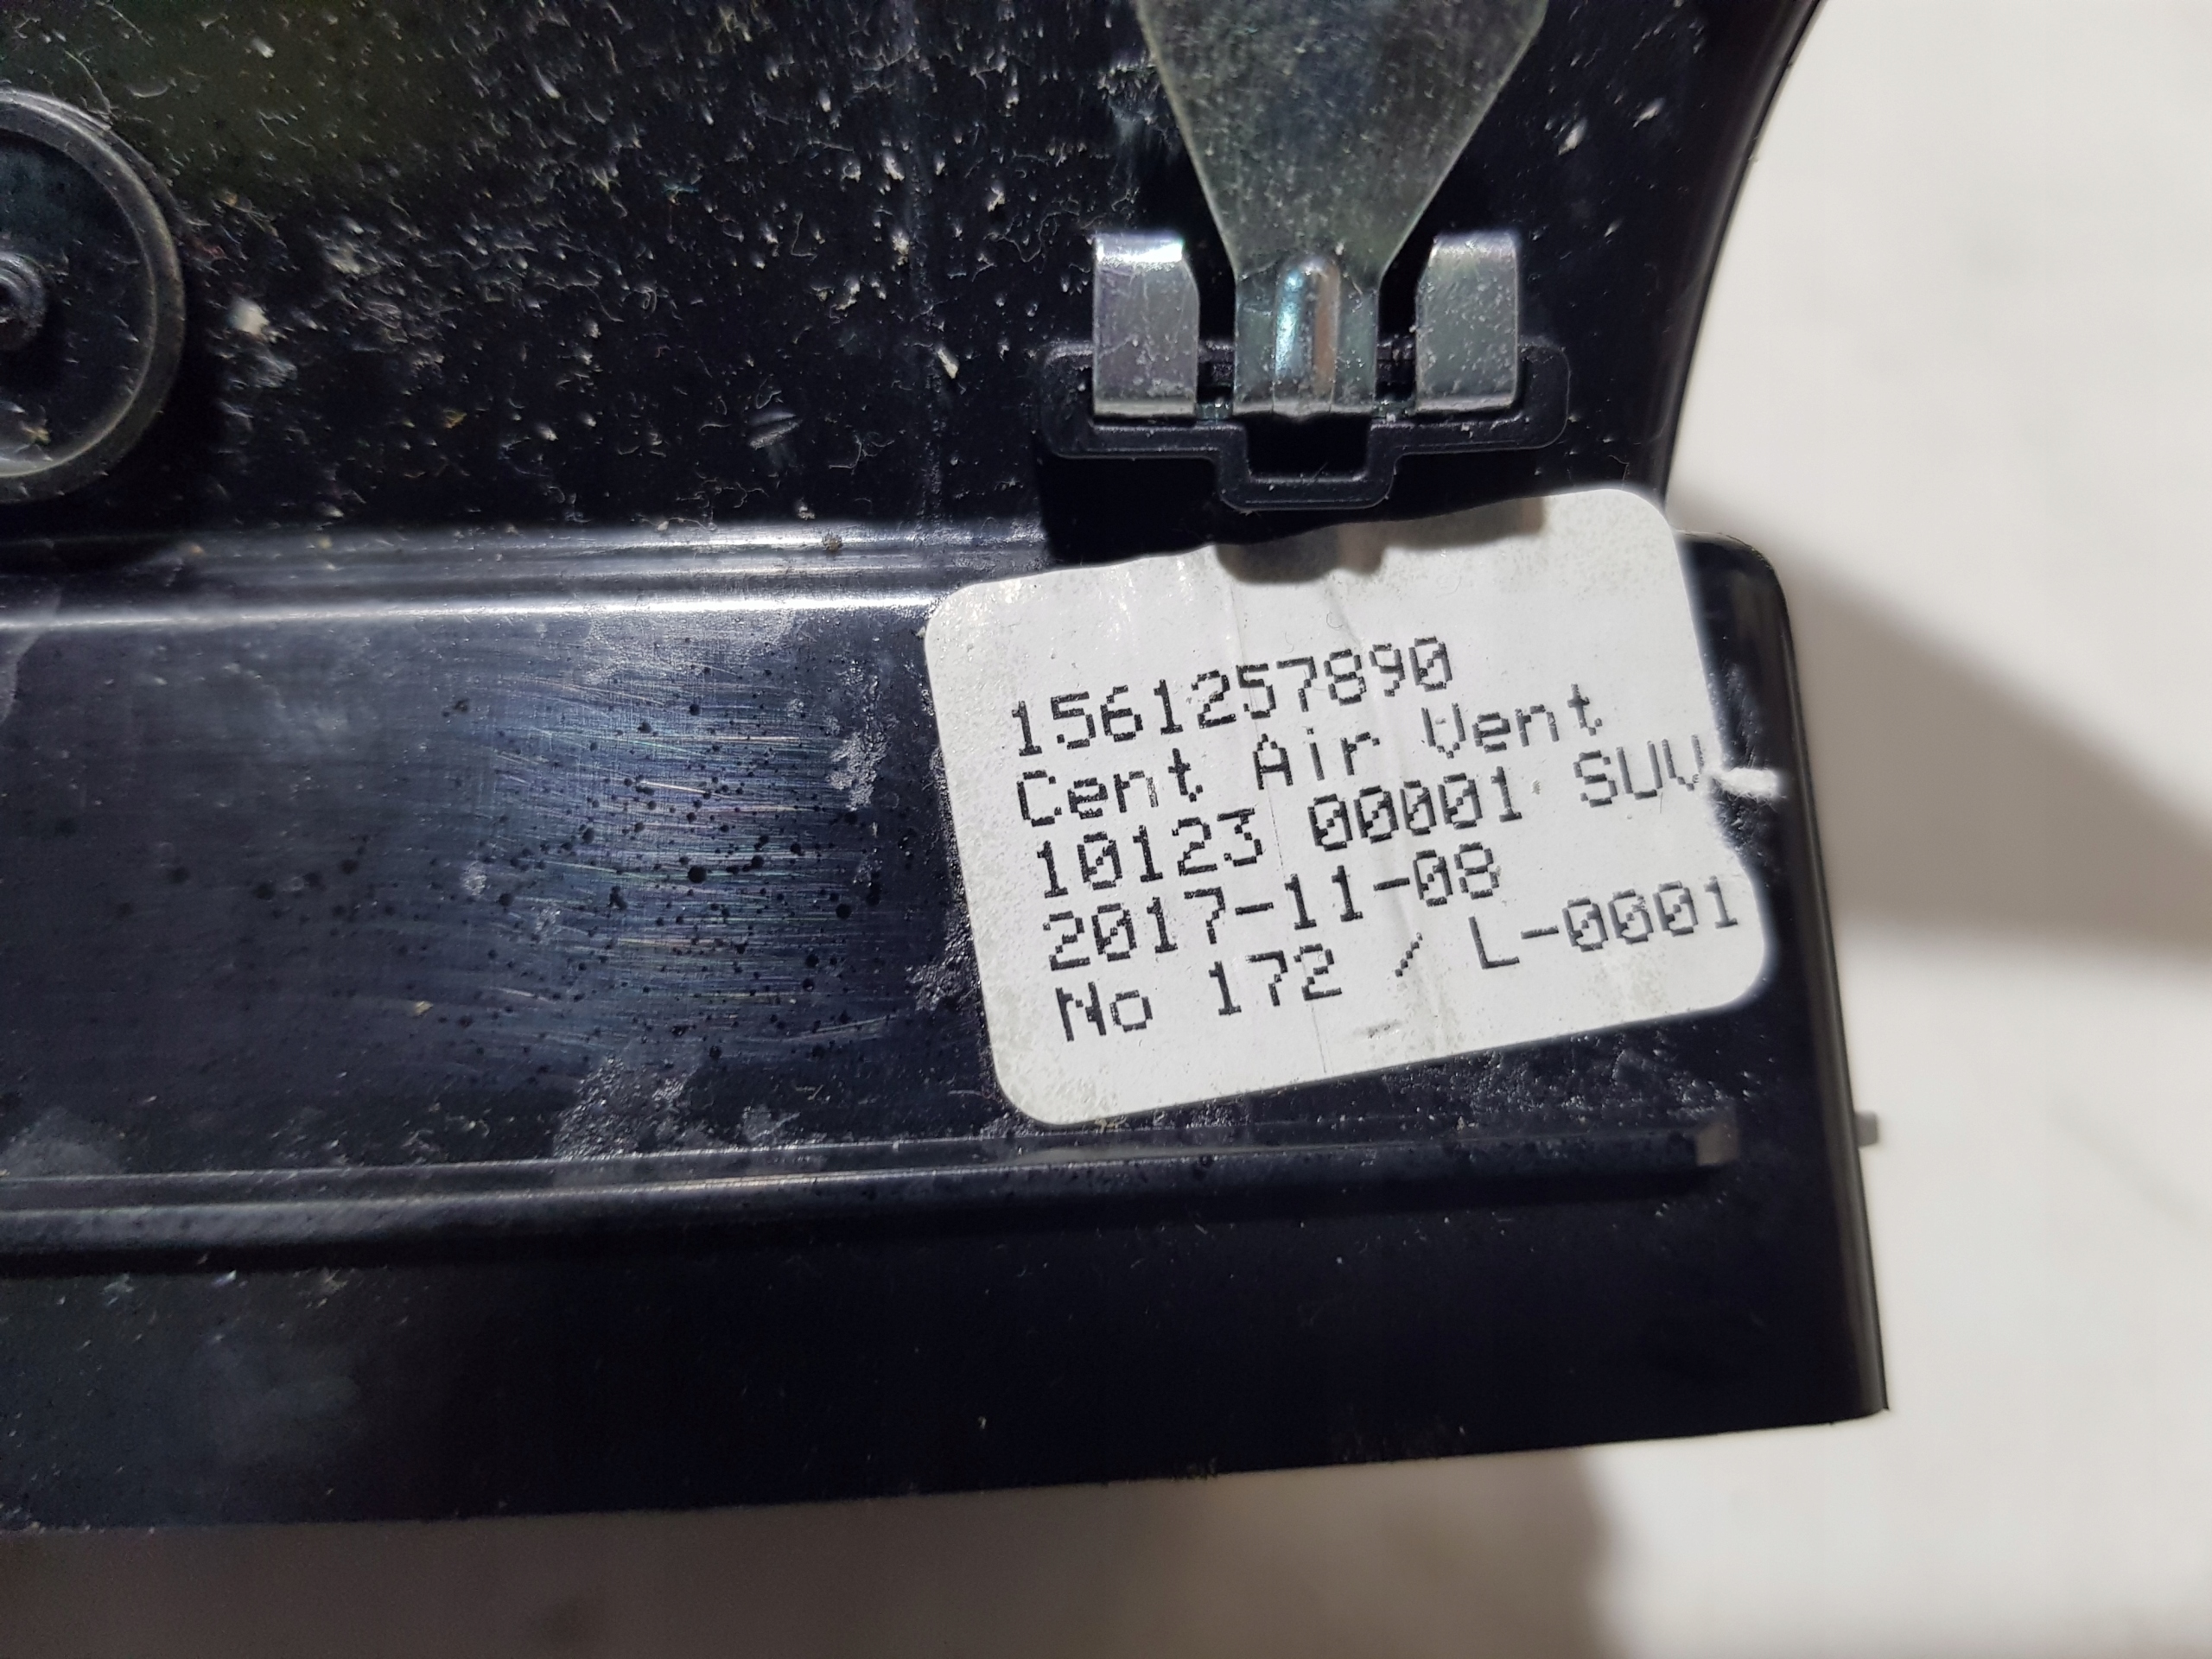 1561257890
Cent Air Vent
10123 00001 SUV
2017-11-08
No 172 / L-0001